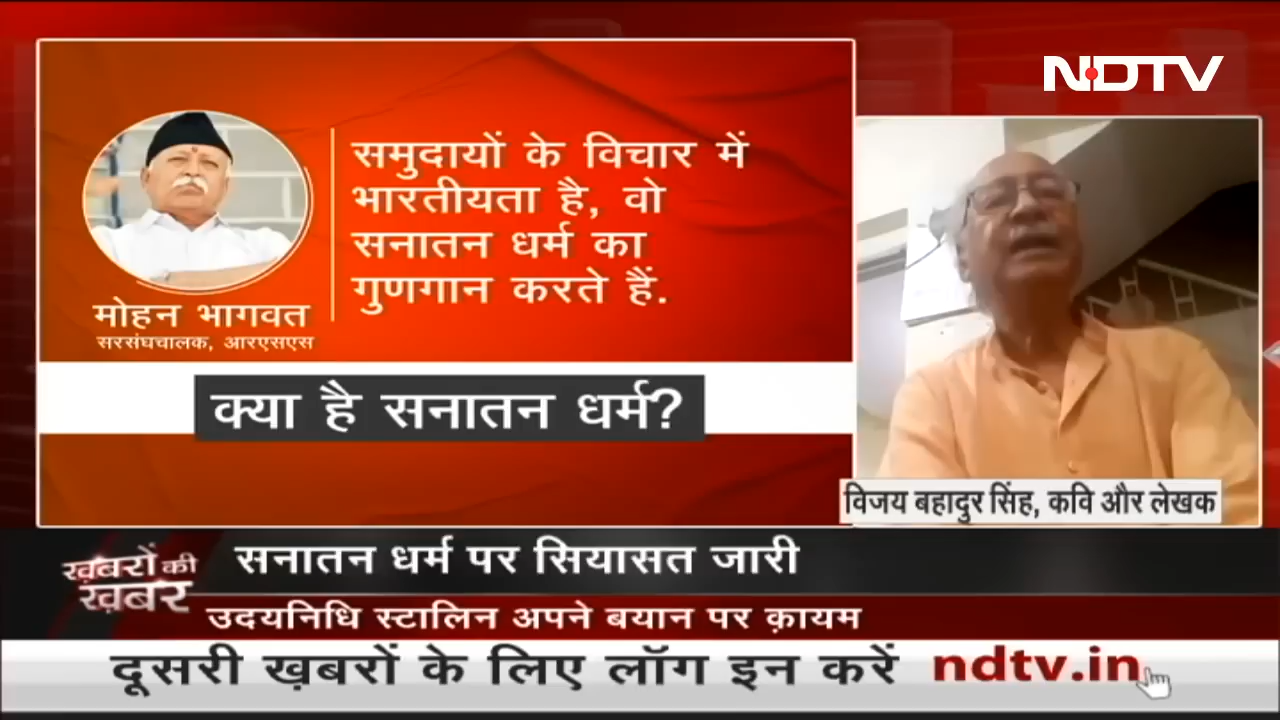 NDTV
समुदायों के विचार में
भारतीयता है, वो
सनातन धर्म का
गुणगान करते हैं.
मोहन भागवत
सरसंघचालक, आरएसएस
क्या है सनातन धर्म?
विजय बहादुर सिंह, कवि और लेखक
ख़बरों की
ख़बर
सनातन धर्म पर सियासत जारी
उदयनिधि स्टालिन अपने बयान पर क़ायम
दूसरी ख़बरों के लिए लॉग इन करें ndtv.in